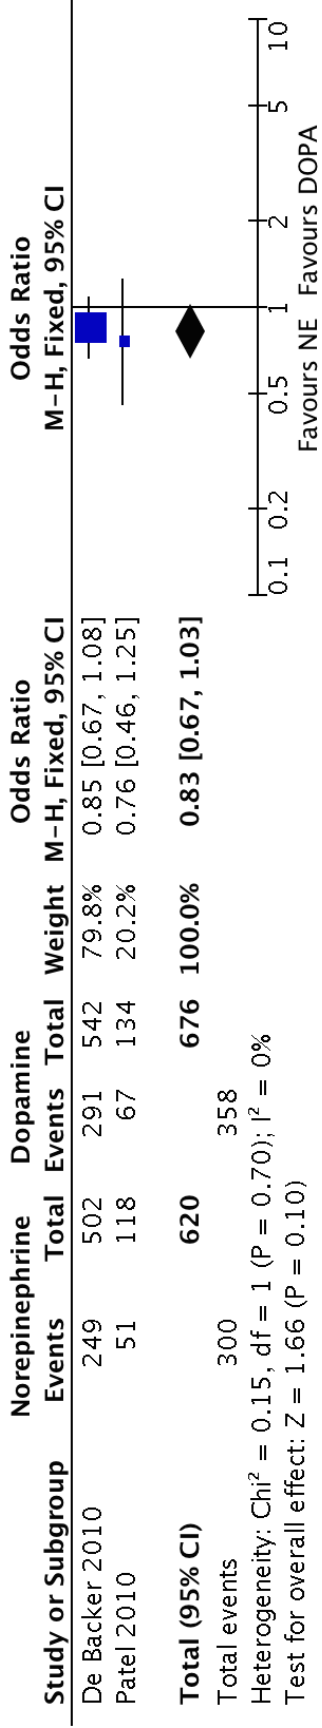 Norepinephrine Dopamine Odds Ratio Odds Ratio
Study or Subgroup Events Total Events Total Weight M-H, Fixed, 95% CI M-H, Fixed, 95% CI
De Backer 2010 249 502 291 542 79.8% 0.85 [0.67, 1.08]
Patel 2010 51 118 67 134 20.2% 0.76 [0.46, 1.25]
Total (95% CI) 620 676 100.0% 0.83 [0.67, 1.03]
Total events 300 358
Heterogeneity: Chi² = 0.15, df = 1 (P = 0.70); I² = 0%
Test for overall effect: Z = 1.66 (P = 0.10)
0.1 0.2 0.5 1 2 5 10
Favours NE Favours DOPA